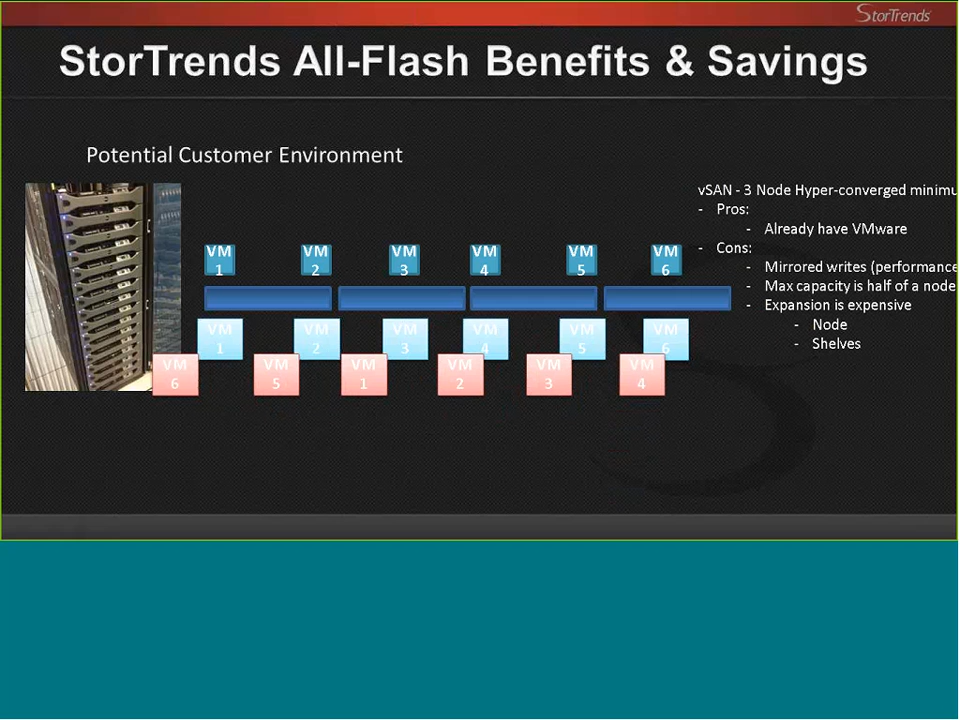 StorTrends
StorTrends All-Flash Benefits & Savings
Potential Customer Environment
vSAN - 3 Node Hyper-converged minimu
- Pros:
- Already have VMware
- Cons:
- Mirrored writes (performance
- Max capacity is half of a node
- Expansion is expensive
- Node
- Shelves
VM
1
VM
2
VM
3
VM
4
VM
5
VM
6
VM
1
VM
2
VM
3
VM
4
VM
5
VM
6
VM
6
VM
5
VM
1
VM
2
VM
3
VM
4